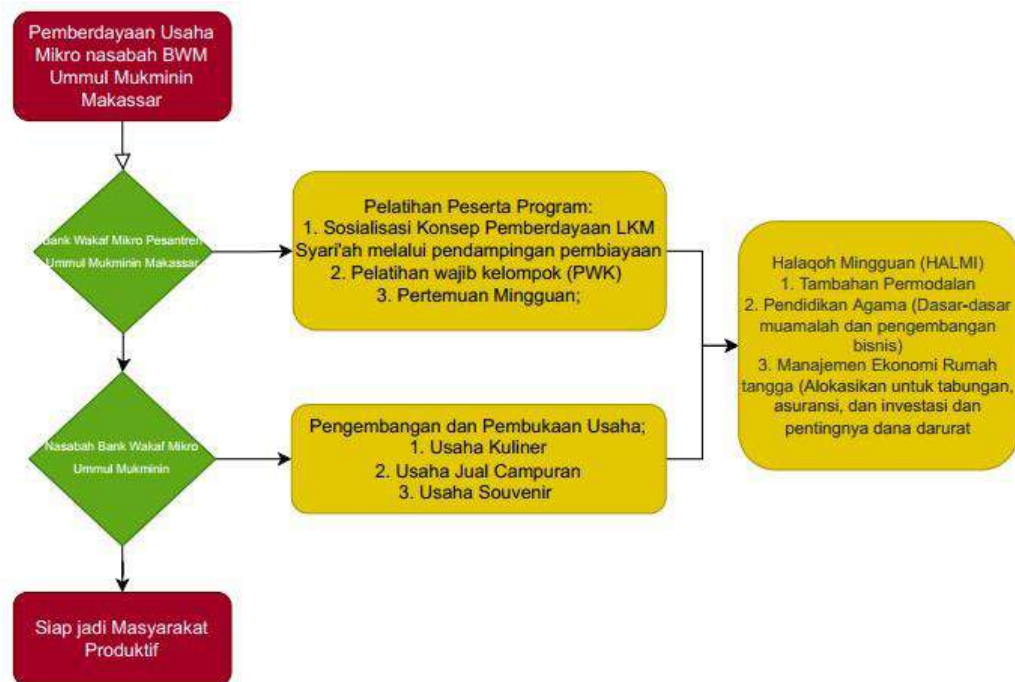 Pemberdayaan Usaha
Mikro nasabah BWM
Ummul Mukminin
Makassar
Bank Wakaf Mikro Pesantren
Ummul Mukminin Makassar
Pelatihan Peserta Program:
1. Sosialisasi Konsep Pemberdayaan LKM
Syari'ah melalui pendampingan pembiayaan
2. Pelatihan wajib kelompok (PWK)
3. Pertemuan Mingguan;
Halaqoh Mingguan (HALMI)
1. Tambahan Permodalan
2. Pendidikan Agama (Dasar-dasar
muamalah dan pengembangan
bisnis)
3. Manajemen Ekonomi Rumah
tangga (Alokasikan untuk tabungan,
asuransi, dan investasi dan
pentingnya dana darurat
Nasabah Bank Wakaf Mikro
Ummul Mukminin
Pengembangan dan Pembukaan Usaha;
1. Usaha Kuliner
2. Usaha Jual Campuran
3. Usaha Souvenir
Siap jadi Masyarakat
Produktif